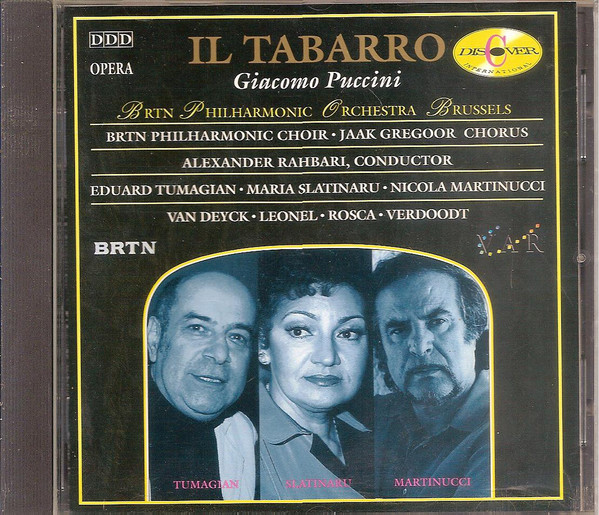 DDD
OPERA
IL TABARRO
Giacomo Puccini
DISCOVER
INTERNATIONAL
BRTN PHILHARMONIC ORCHESTRA BRUSSELS
BRTN PHILHARMONIC CHOIR · JAAK GREGOOR CHORUS
ALEXANDER RAHBARI, CONDUCTOR
EDUARD TUMAGIAN · MARIA SLATINARU · NICOLA MARTINUCCI
VAN DEYCK · LEONEL · ROSCA · VERDOODT
BRTN
VAR
TUMAGIAN
SLATINARU
MARTINUCCI